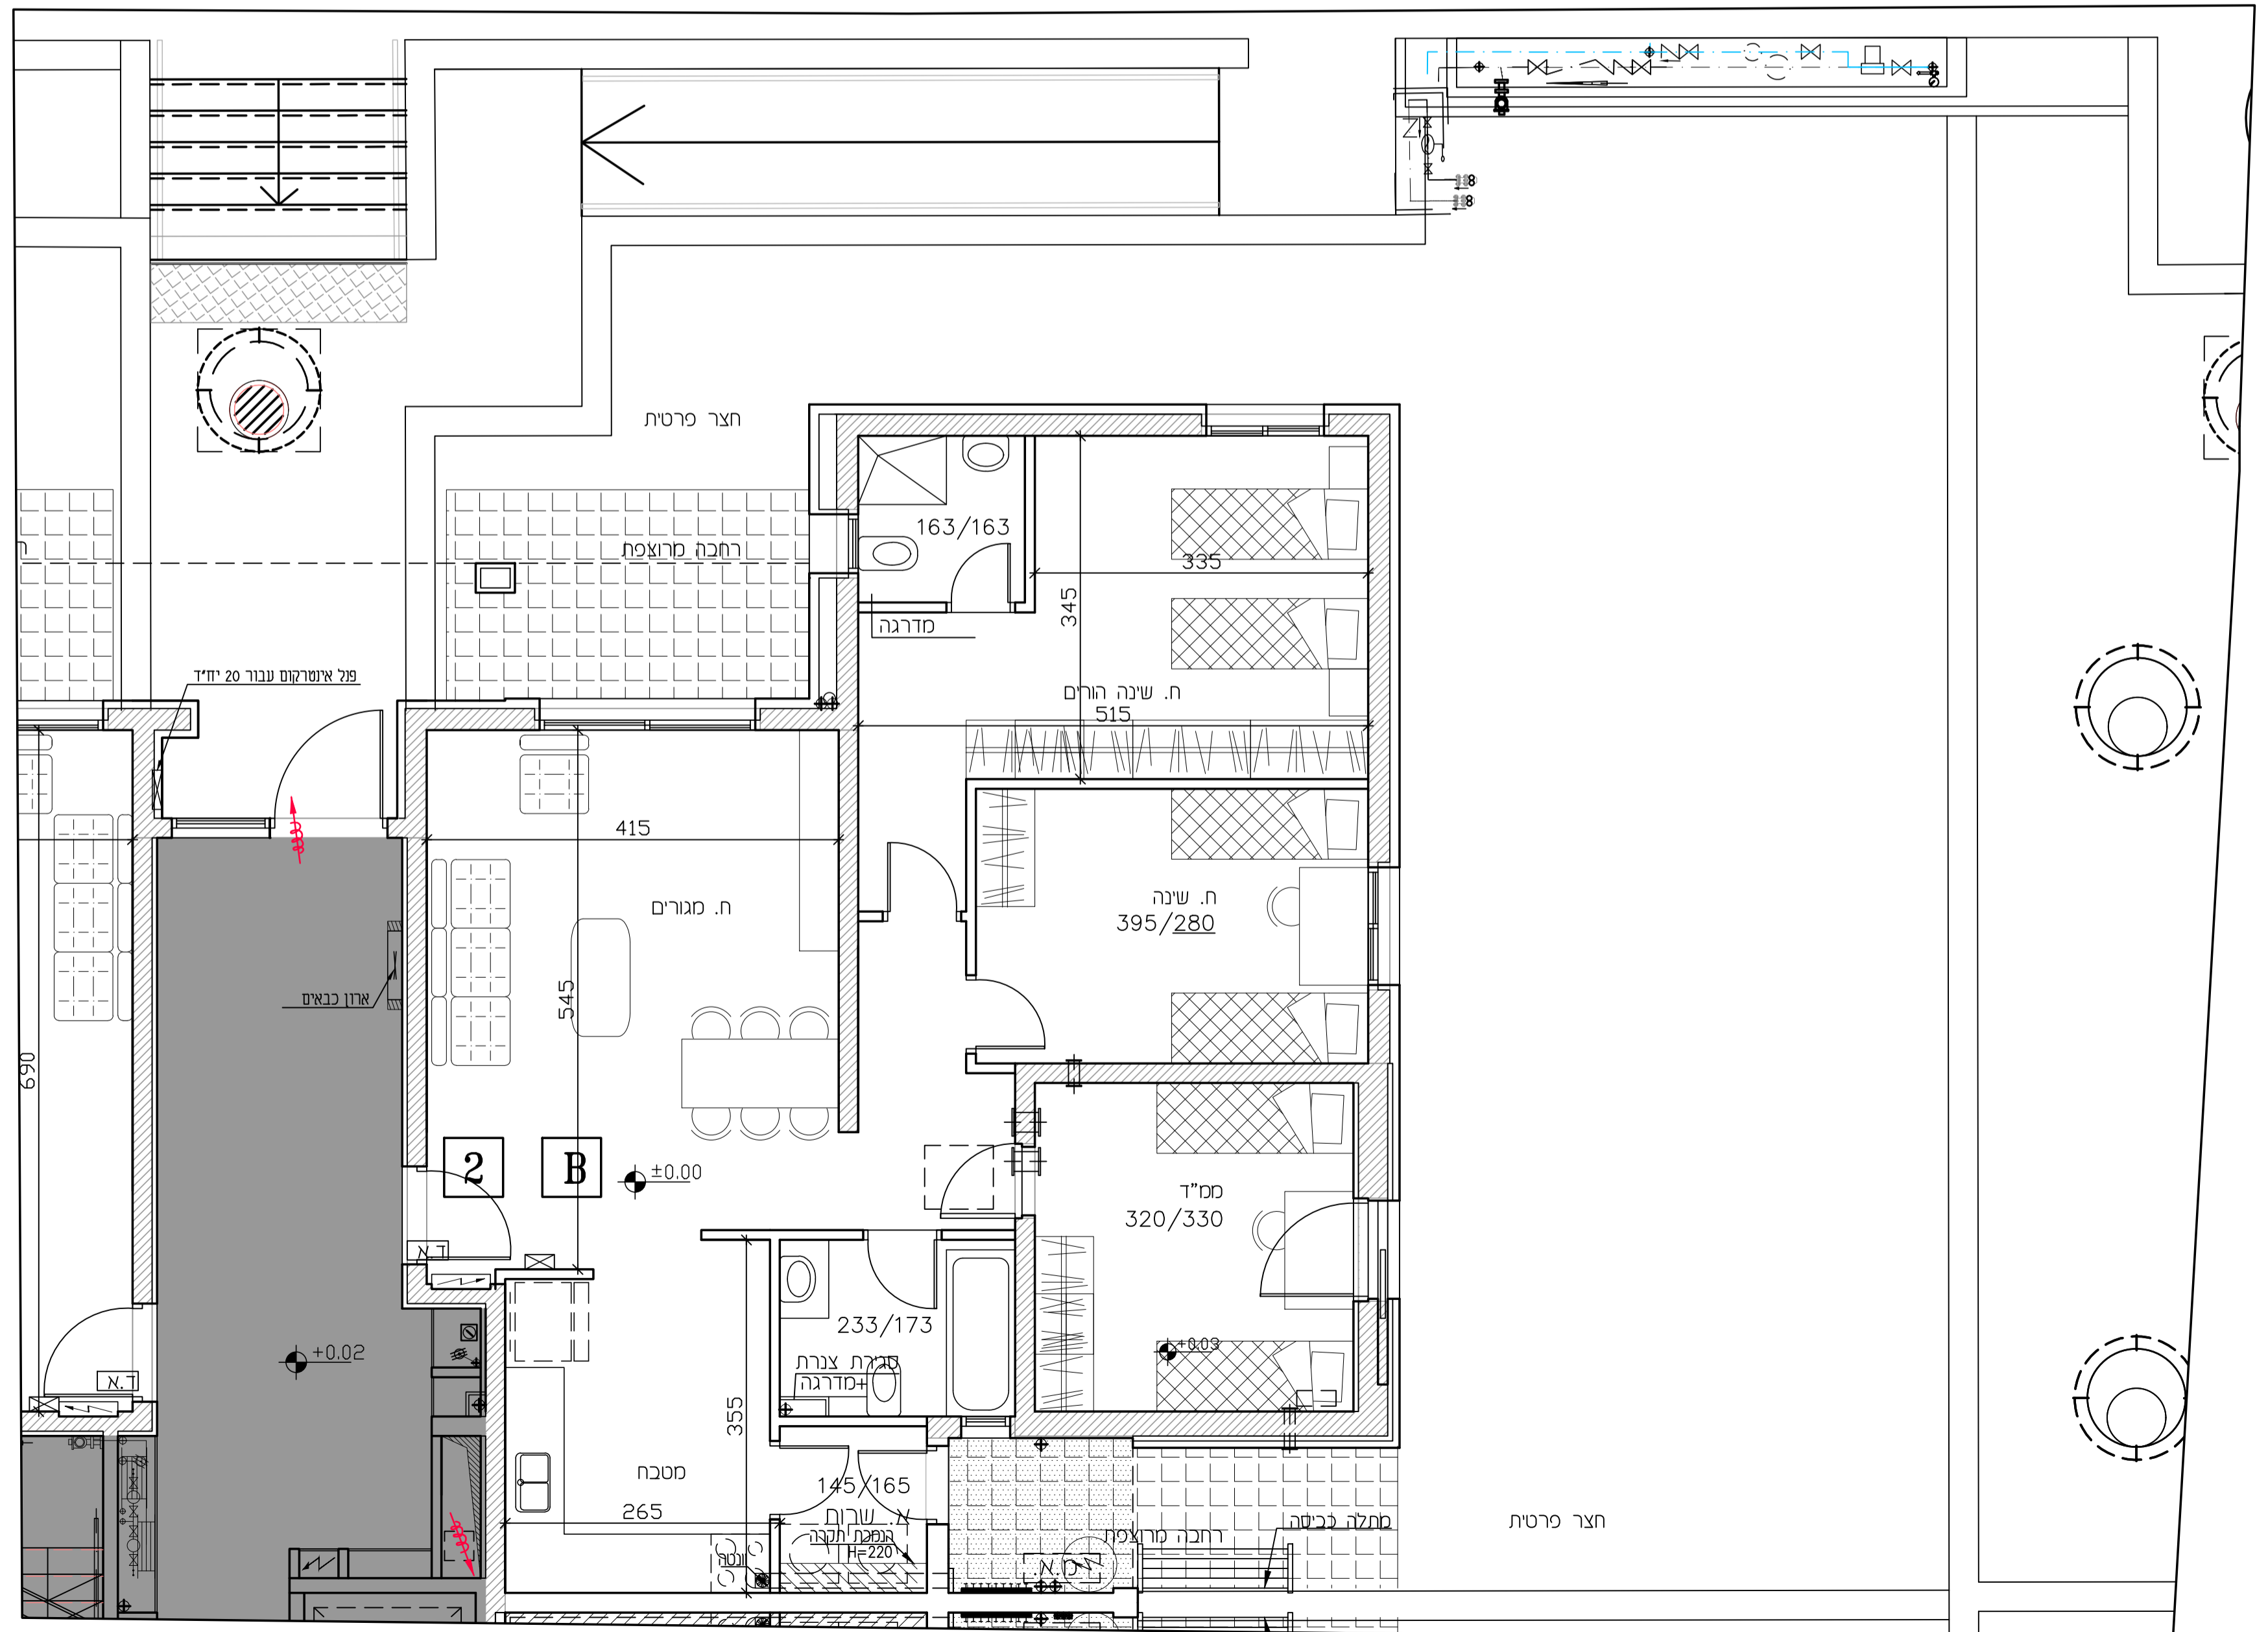 חצר פרטית
163/163
רחבה מרוצפת
335
345
מדרגה
פנל אינטרקום עבור 20 יח"ד
ח. שינה הורים
515
415
ח. שינה
395/280
ח. מגורים
ארון כבאים
545
690
2
B
±0.00
ממ"ד
320/330
ד.א
233/173
+0.03
+0.02
סגירת צנרת
+מדרגה
ד.א
355
מטבח
145/165
265
א. שרות
הנמכת תקרה
H=220
רחבה מרוצפת
מתלה כביסה
חצר פרטית
מ.א